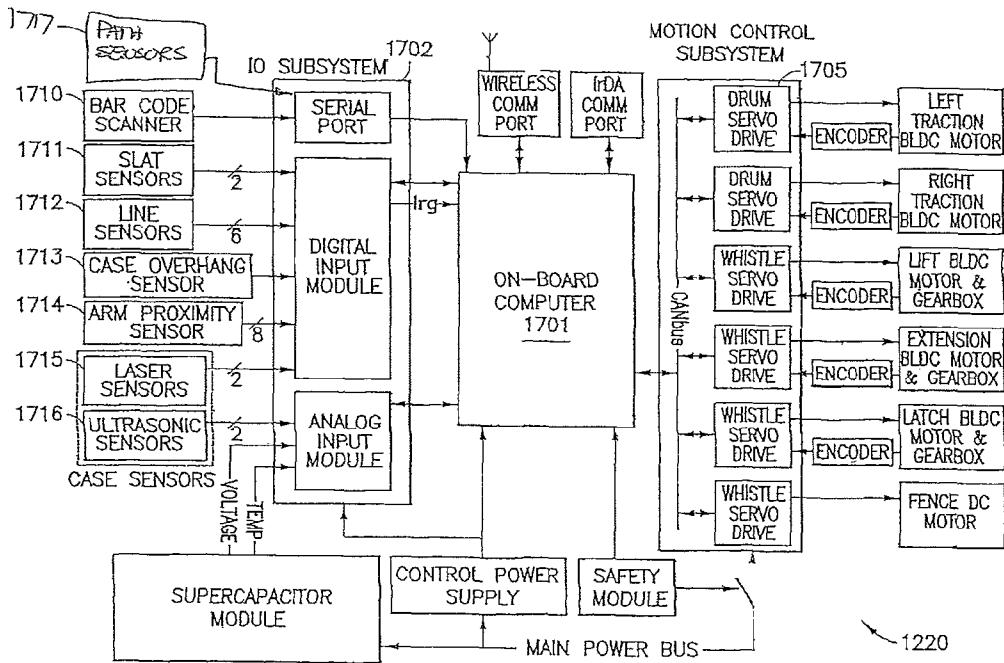 1717
PATH
SENSORS
1710
BAR CODE
SCANNER
1711
SLAT
SENSORS
2
1712
LINE
SENSORS
6
1713
CASE OVERHANG
SENSOR
1714
ARM PROXIMITY
SENSOR
8
1715
LASER
SENSORS
2
1716
ULTRASONIC
SENSORS
2
CASE SENSORS
VOLTAGE
TEMP
IO SUBSYSTEM
1702
SERIAL
PORT
DIGITAL
INPUT
MODULE
ANALOG
INPUT
MODULE
Irg
WIRELESS
COMM
PORT
IrDA
COMM
PORT
ON-BOARD
COMPUTER
1701
MOTION CONTROL
SUBSYSTEM
1705
CANbus
DRUM
SERVO
DRIVE
ENCODER
LEFT
TRACTION
BLDC MOTOR
DRUM
SERVO
DRIVE
ENCODER
RIGHT
TRACTION
BLDC MOTOR
WHISTLE
SERVO
DRIVE
ENCODER
LIFT BLDC
MOTOR &
GEARBOX
WHISTLE
SERVO
DRIVE
ENCODER
EXTENSION
BLDC MOTOR
& GEARBOX
WHISTLE
SERVO
DRIVE
ENCODER
LATCH BLDC
MOTOR &
GEARBOX
WHISTLE
SERVO
DRIVE
FENCE DC
MOTOR
SUPERCAPACITOR
MODULE
CONTROL POWER
SUPPLY
SAFETY
MODULE
MAIN POWER BUS
1220